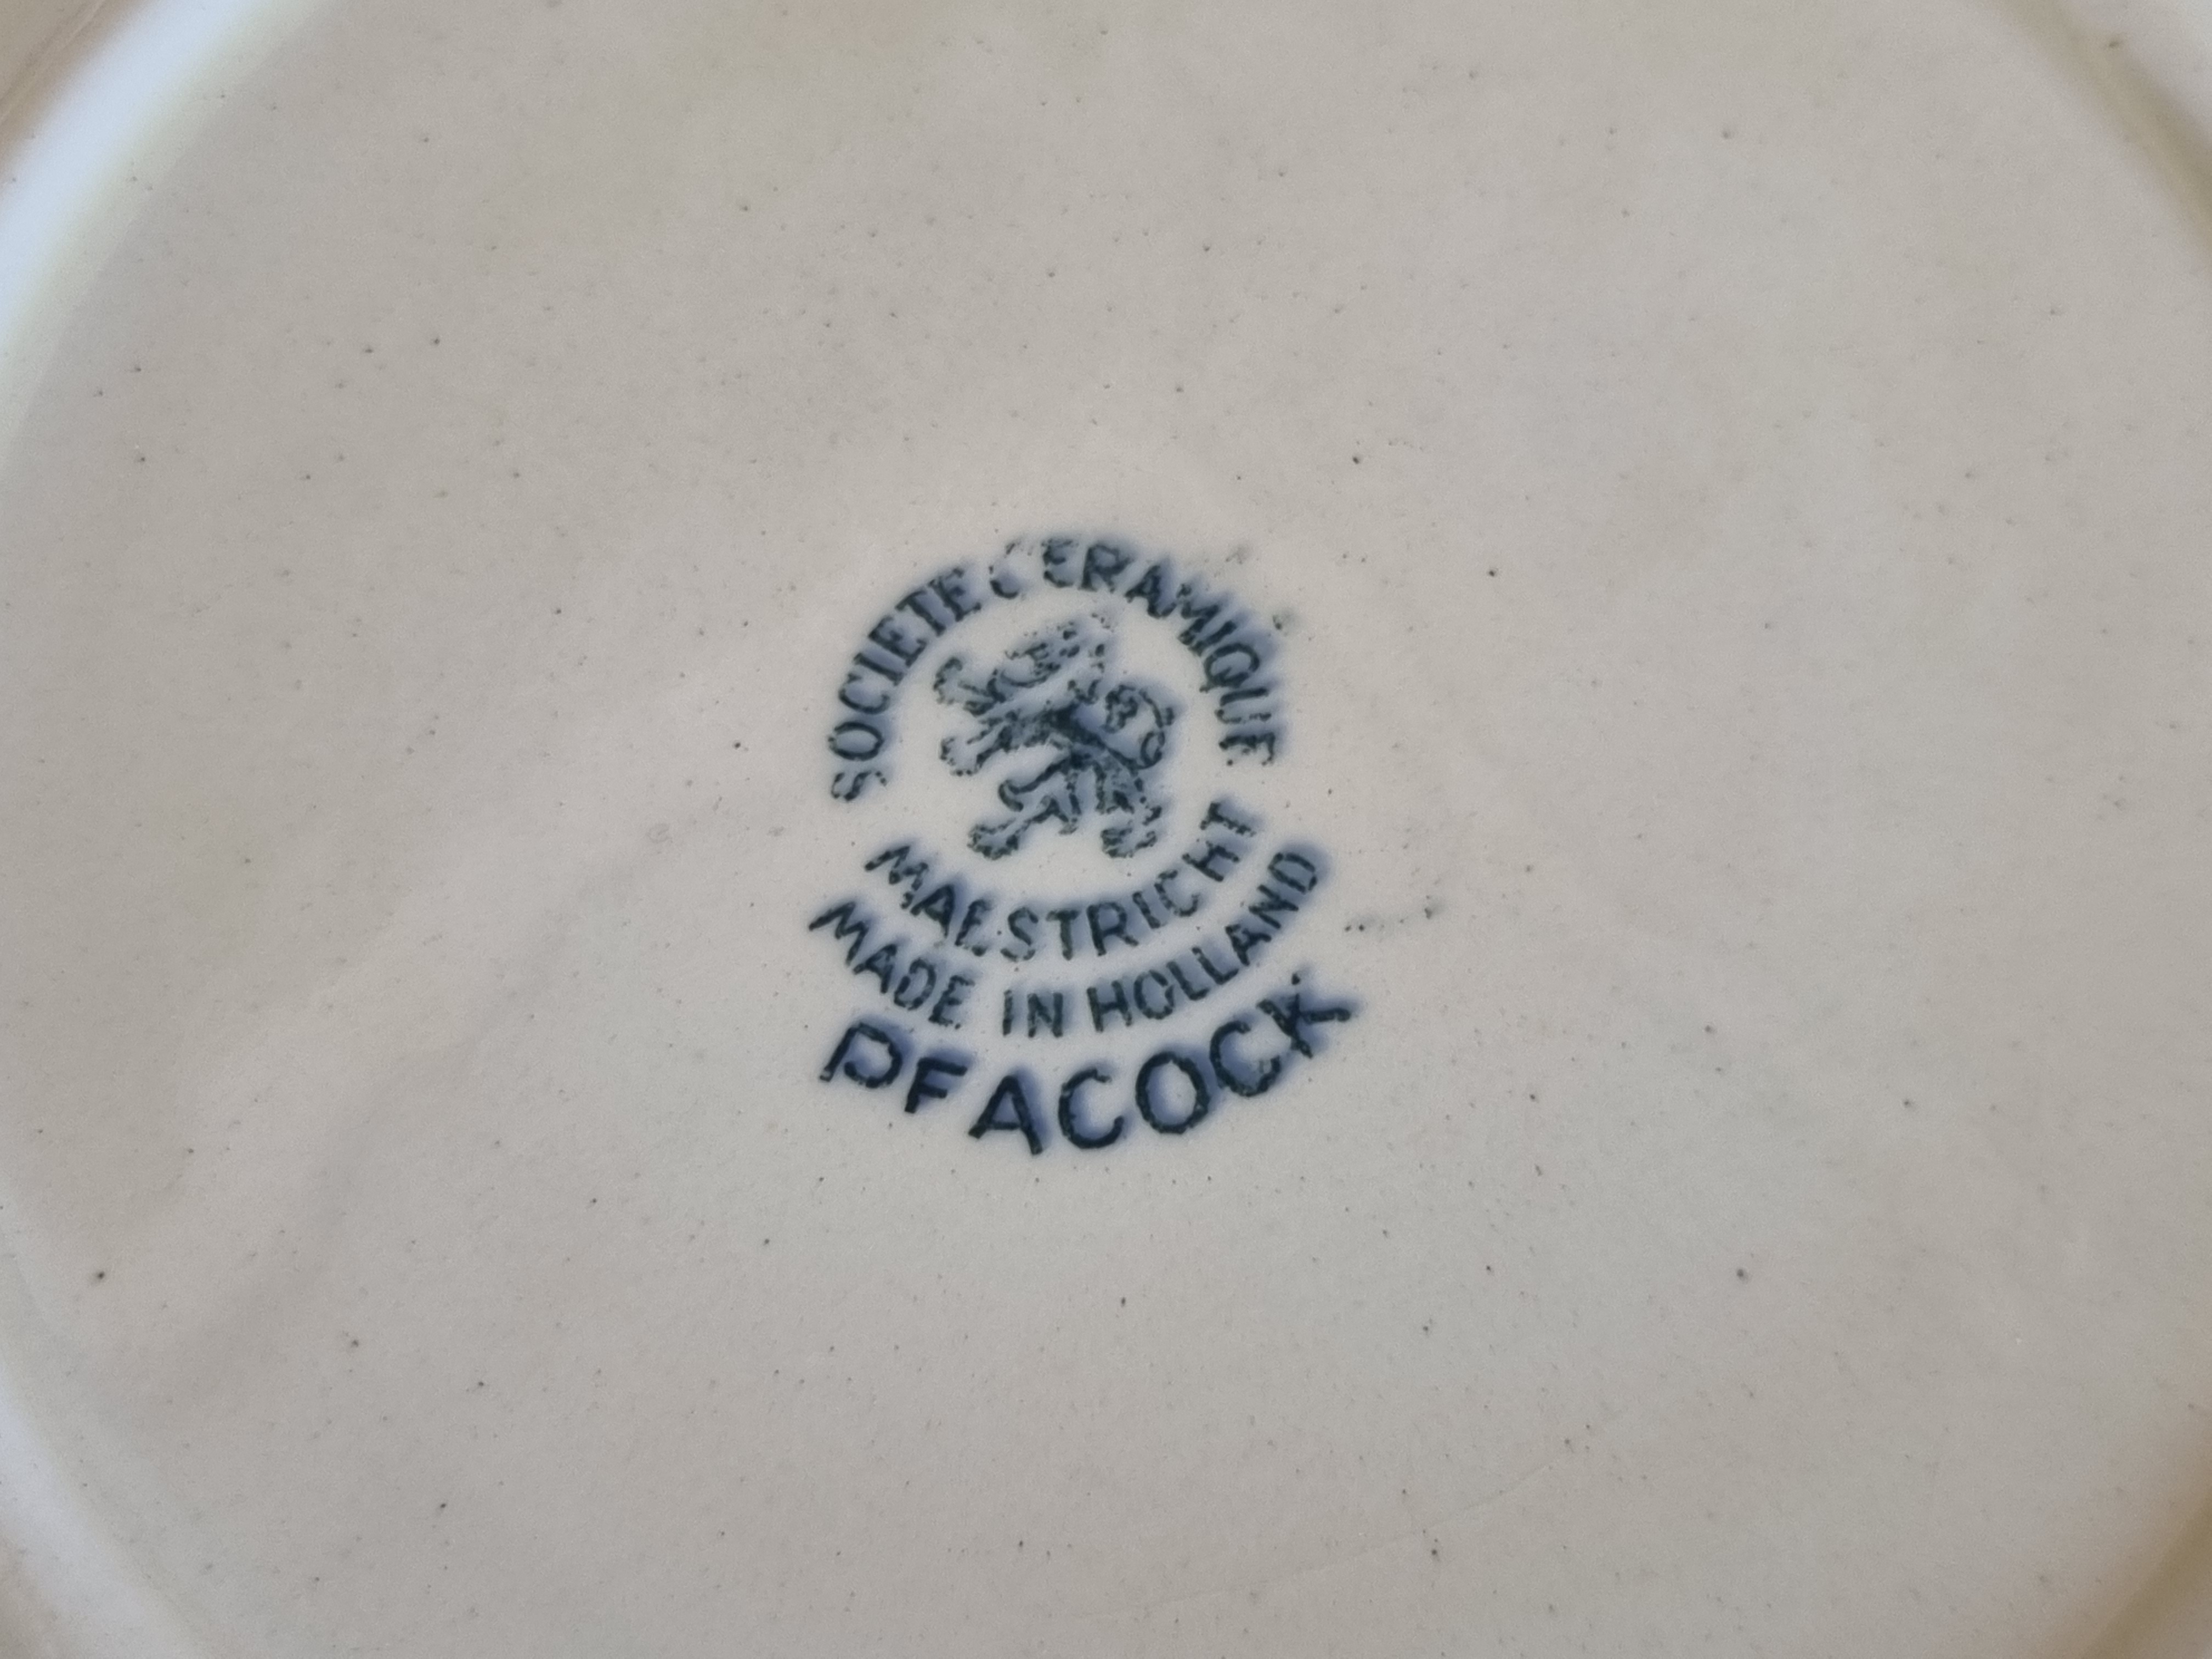 SOCIETE CERAMIQUE
MAESTRICHT
MADE IN HOLLAND
PEACOCK